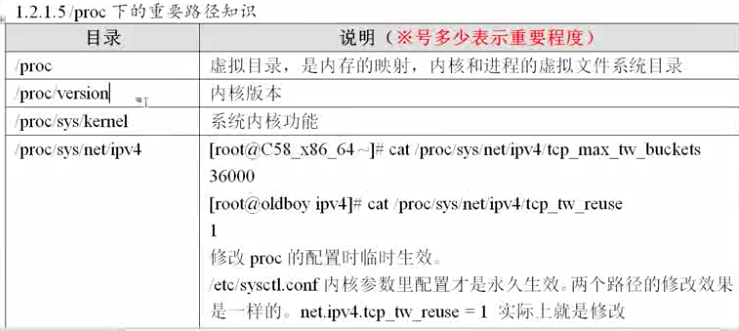 1.2.1.5 /proc 下的重要路径知识
目录 说明（※号多少表示重要程度）
/proc 虚拟目录，是内存的映射，内核和进程的虚拟文件系统目录
/proc/version 内核版本
/proc/sys/kernel 系统内核功能
/proc/sys/net/ipv4 [root@C58_x86_64 ~]# cat /proc/sys/net/ipv4/tcp_max_tw_buckets
36000
[root@oldboy ipv4]# cat /proc/sys/net/ipv4/tcp_tw_reuse
1
修改 proc 的配置时临时生效。
/etc/sysctl.conf 内核参数里配置才是永久生效。两个路径的修改效果
是一样的。net.ipv4.tcp_tw_reuse = 1 实际上就是修改